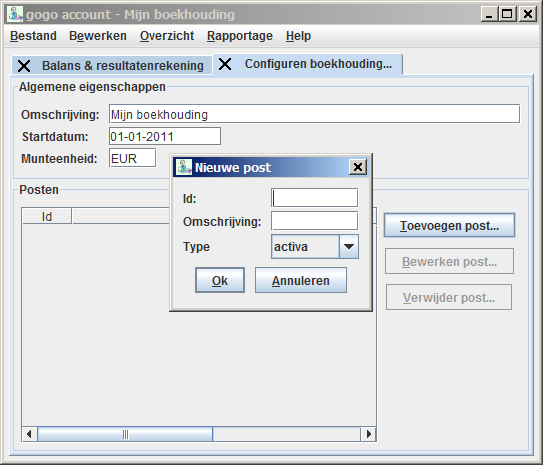 gogo account - Mijn boekhouding
Bestand Bewerken Overzicht Rapportage Help
Balans & resultatenrekening Configuren boekhouding...
Algemene eigenschappen
Omschrijving: Mijn boekhouding
Startdatum: 01-01-2011
Munteenheid: EUR
Nieuwe post
Id:
Omschrijving:
Type activa
Ok Annuleren
Posten
Id
Toevoegen post...
Bewerken post...
Verwijder post...